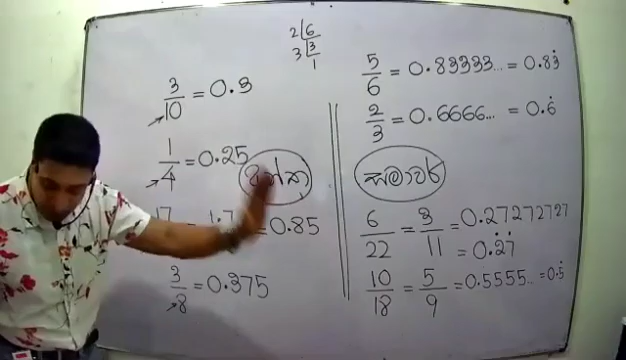 2 6
3 3
1
3/10 = 0.3
1/4 = 0.25
17
= 0.85
3/8 = 0.375
5/6 = 0.83333... = 0.83̇
2/3 = 0.6666... = 0.6̇
සමාවර්
6/22 = 3/11 = 0.27272727
= 0.2̇7̇
10/18 = 5/9 = 0.5555.. = 0.5̇